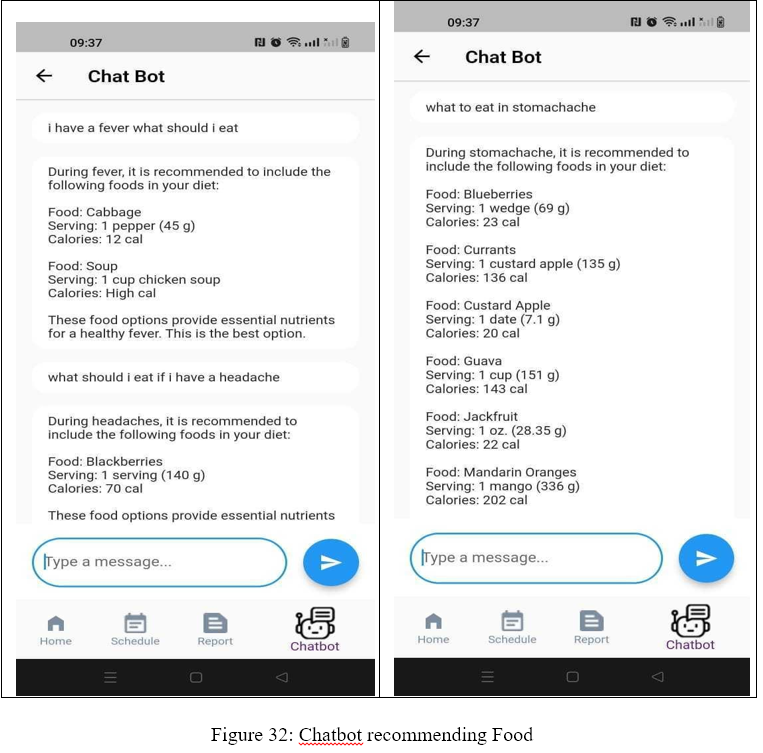 09:37
Chat Bot
i have a fever what should i eat
During fever, it is recommended to include the
following foods in your diet:
Food: Cabbage
Serving: 1 pepper (45 g)
Calories: 12 cal
Food: Soup
Serving: 1 cup chicken soup
Calories: High cal
These food options provide essential nutrients
for a healthy fever. This is the best option.
what should i eat if i have a headache
During headaches, it is recommended to
include the following foods in your diet:
Food: Blackberries
Serving: 1 serving (140 g)
Calories: 70 cal
These food options provide essential nutrients
Type a message...
Home
Schedule
Report
Chatbot
09:37
Chat Bot
what to eat in stomachache
During stomachache, it is recommended to
include the following foods in your diet:
Food: Blueberries
Serving: 1 wedge (69 g)
Calories: 23 cal
Food: Currants
Serving: 1 custard apple (135 g)
Calories: 136 cal
Food: Custard Apple
Serving: 1 date (7.1 g)
Calories: 20 cal
Food: Guava
Serving: 1 cup (151 g)
Calories: 143 cal
Food: Jackfruit
Serving: 1 oz. (28.35 g)
Calories: 22 cal
Food: Mandarin Oranges
Serving: 1 mango (336 g)
Calories: 202 cal
Type a message...
Home
Schedule
Report
Chatbot
Figure 32: Chatbot recommending Food